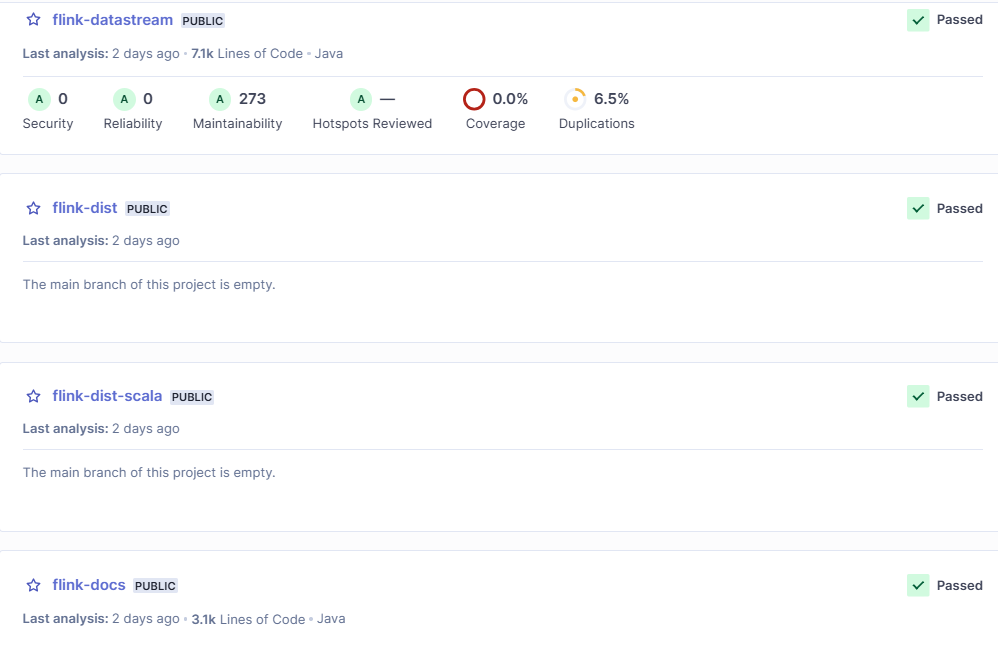 flink-datastream PUBLIC Passed
Last analysis: 2 days ago • 7.1k Lines of Code • Java
A 0 A 0 A 273 A — 0.0% 6.5%
Security Reliability Maintainability Hotspots Reviewed Coverage Duplications
flink-dist PUBLIC Passed
Last analysis: 2 days ago
The main branch of this project is empty.
flink-dist-scala PUBLIC Passed
Last analysis: 2 days ago
The main branch of this project is empty.
flink-docs PUBLIC Passed
Last analysis: 2 days ago • 3.1k Lines of Code • Java